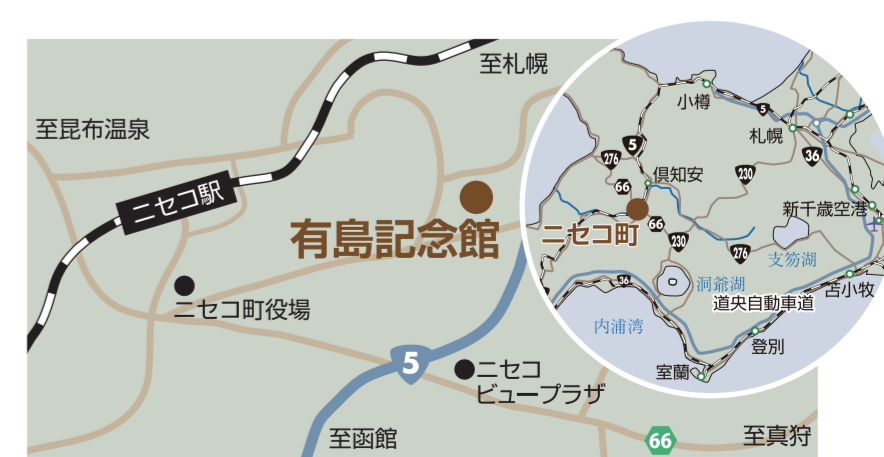 至札幌
至昆布温泉
ニセコ駅
有島記念館
ニセコ町役場
5
ニセコ
ビュープラザ
至函館
66
至真狩
小樽
5
札幌
5
276
36
230
66
倶知安
新千歳空港
ニセコ町
66
230
276
支笏湖
洞爺湖
36
道央自動車道
苫小牧
内浦湾
登別
室蘭